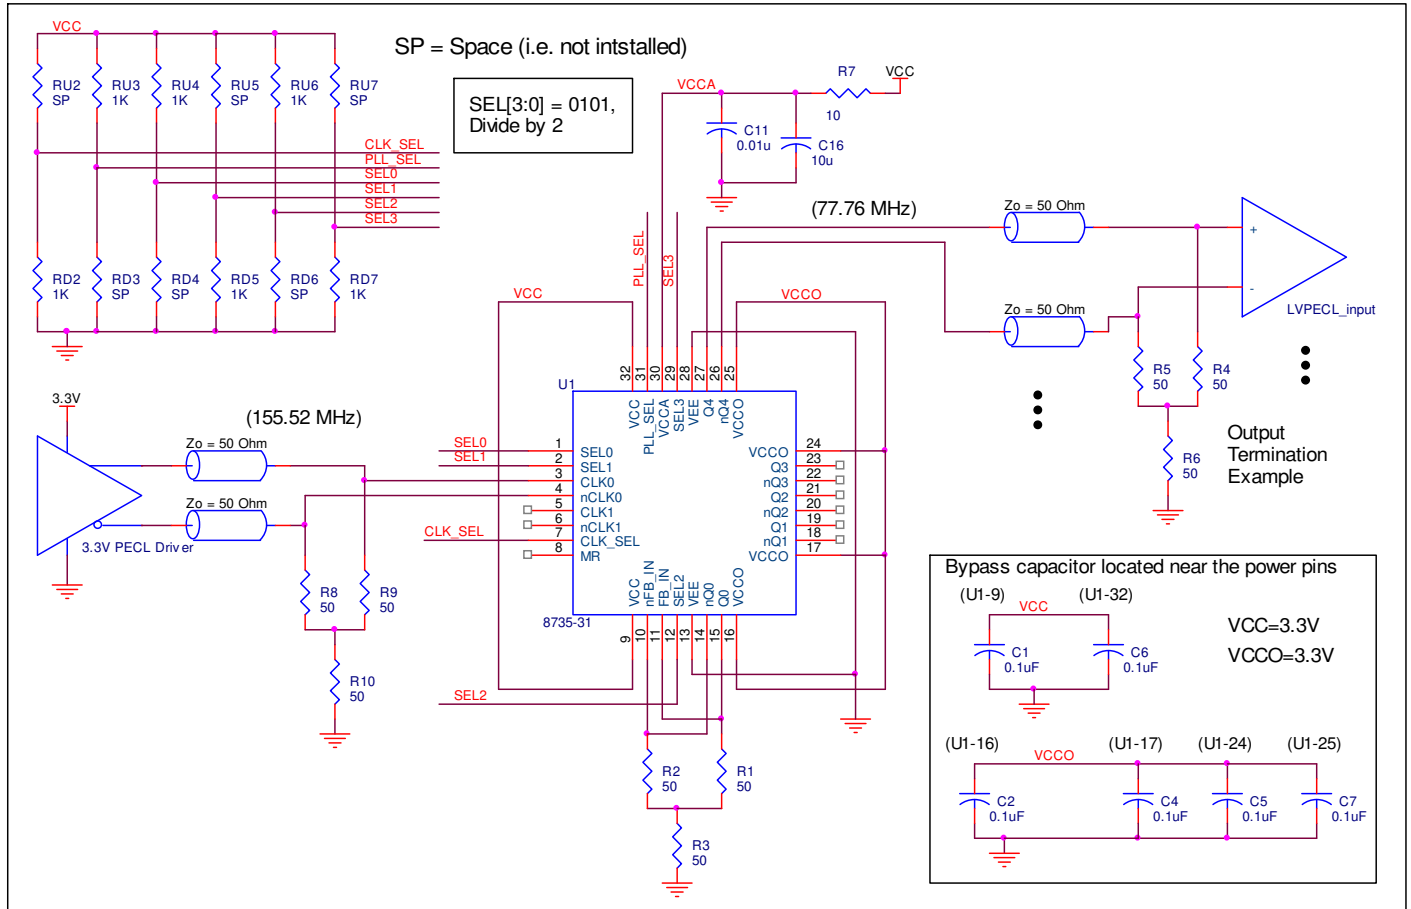 VCC
SP = Space (i.e. not intstalled)
RU2
SP
RU3
1K
RU4
1K
RU5
SP
RU6
1K
RU7
SP
SEL[3:0] = 0101,
Divide by 2
CLK_SEL
PLL_SEL
SEL0
SEL1
SEL2
SEL3
RD2
1K
RD3
SP
RD4
SP
RD5
1K
RD6
SP
RD7
1K
VCCA
R7
10
VCC
C11
0.01u
C16
10u
(77.76 MHz)
Zo = 50 Ohm
Zo = 50 Ohm
+
-
LVPECL_input
R5
50
R4
50
R6
50
Output
Termination
Example
VCC
PLL_SEL
SEL3
VCCO
3.3V
(155.52 MHz)
Zo = 50 Ohm
Zo = 50 Ohm
3.3V PECL Driver
R8
50
R9
50
R10
50
SEL0
SEL1
CLK_SEL
SEL2
U1
32
31
30
29
28
27
26
25
VCC
PLL_SEL
VCCA
SEL3
VEE
Q4
nQ4
VCCO
1
2
3
4
5
6
7
8
SEL0
SEL1
CLK0
nCLK0
CLK1
nCLK1
CLK_SEL
MR
VCCO
Q3
nQ3
Q2
nQ2
Q1
nQ1
VCCO
24
23
22
21
20
19
18
17
VCC
nFB_IN
FB_IN
SEL2
VEE
nQ0
Q0
VCCO
8735-31
9
10
11
12
13
14
15
16
R2
50
R1
50
R3
50
Bypass capacitor located near the power pins
(U1-9)
(U1-32)
VCC
C1
0.1uF
C6
0.1uF
VCC=3.3V
VCCO=3.3V
(U1-16)
(U1-17)
(U1-24)
(U1-25)
VCCO
C2
0.1uF
C4
0.1uF
C5
0.1uF
C7
0.1uF